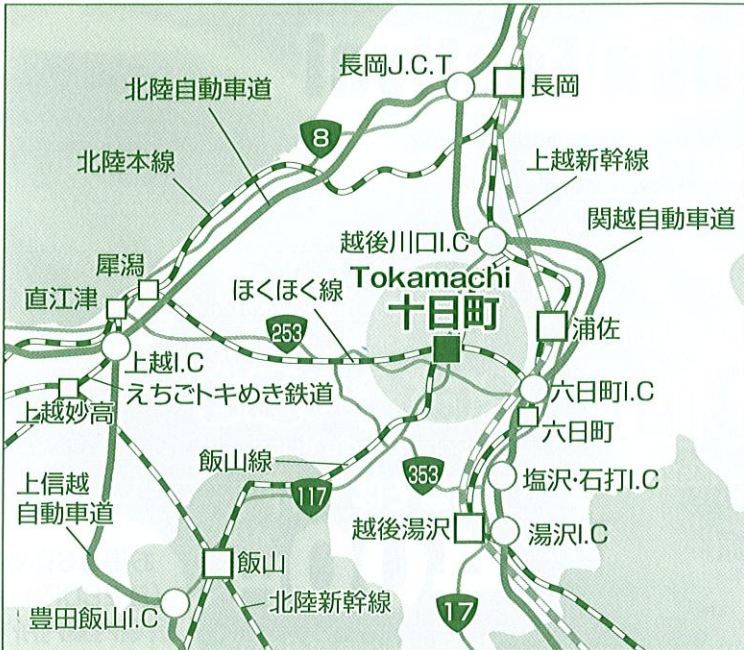 長岡J.C.T
長岡
北陸自動車道
8
北陸本線
上越新幹線
関越自動車道
越後川口I.C
犀潟
Tokamachi
ほくほく線
十日町
直江津
253
浦佐
上越I.C
えちごトキめき鉄道
六日町I.C
上越妙高
六日町
飯山線
353
塩沢・石打I.C
上信越
自動車道
117
越後湯沢
湯沢I.C
飯山
北陸新幹線
豊田飯山I.C
17